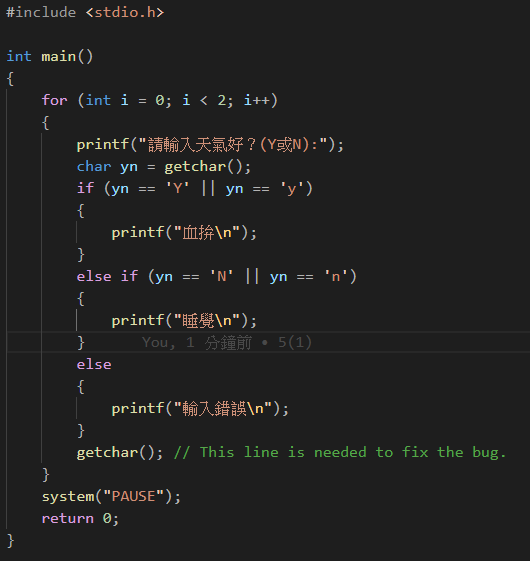 #include <stdio.h>
int main()
{
    for (int i = 0; i < 2; i++)
    {
        printf("請輸入天氣好？(Y或N):");
        char yn = getchar();
        if (yn == 'Y' || yn == 'y')
        {
            printf("血拚\n");
        }
        else if (yn == 'N' || yn == 'n')
        {
            printf("睡覺\n");
        }    You, 1 分鐘前 • 5(1)
        else
        {
            printf("輸入錯誤\n");
        }
        getchar(); // This line is needed to fix the bug.
    }
    system("PAUSE");
    return 0;
}